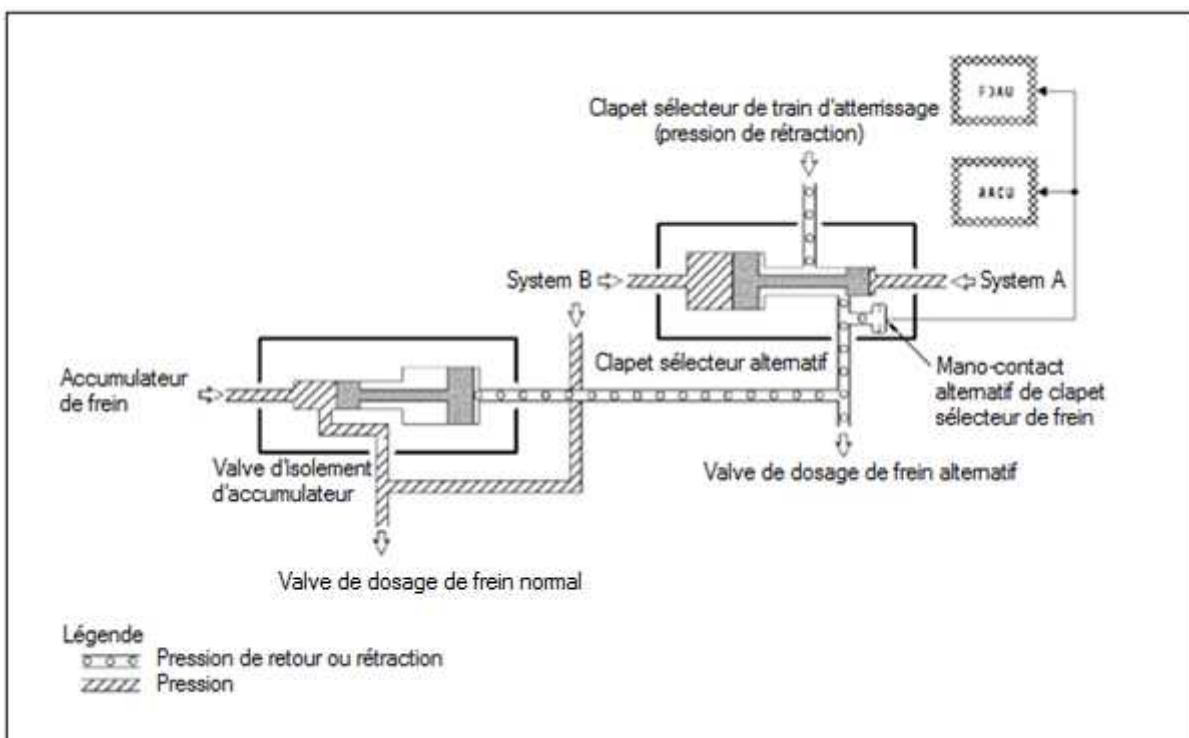 FDAU
Clapet sélecteur de train d'atterrissage
(pression de rétraction)
AACU
System B
System A
Clapet sélecteur alternatif
Mano-contact
alternatif de clapet
sélecteur de frein
Accumulateur
de frein
Valve d'isolement
d'accumulateur
Valve de dosage de frein alternatif
Valve de dosage de frein normal
Légende
Pression de retour ou rétraction
Pression